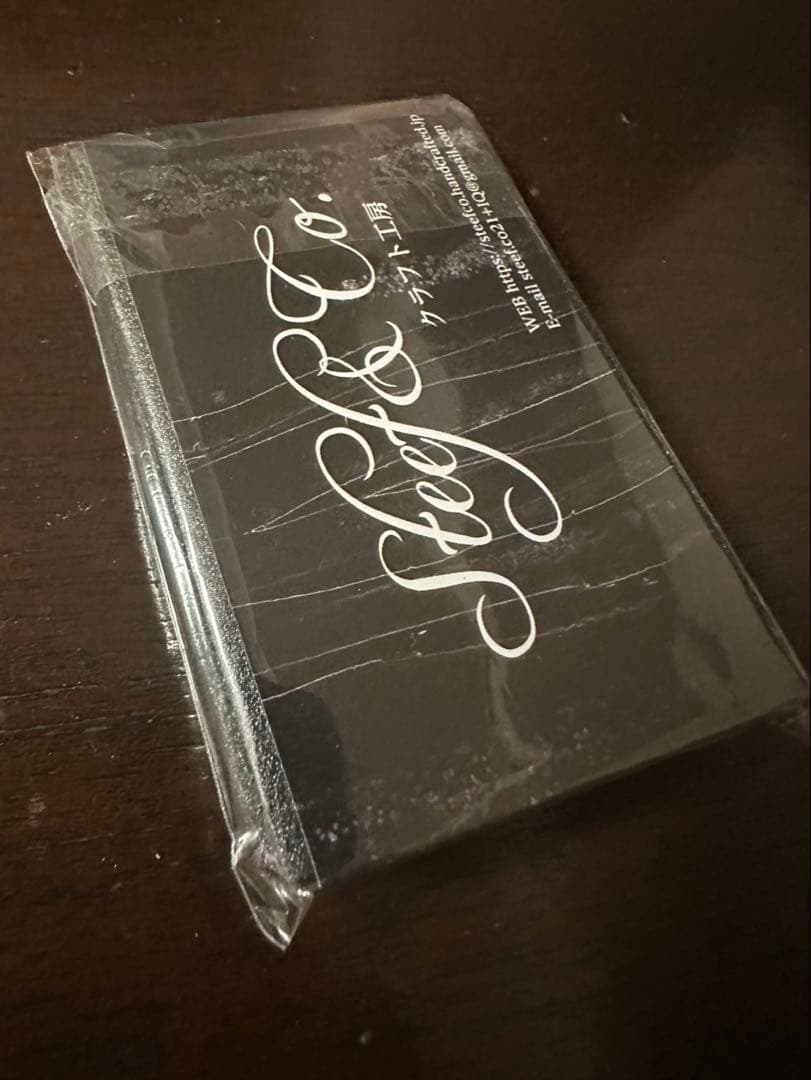 Steef & Co.
クラフト工房
WEB https://steefco.handcrafted.jp
E-mail steef.co21+IQ@gmail.com